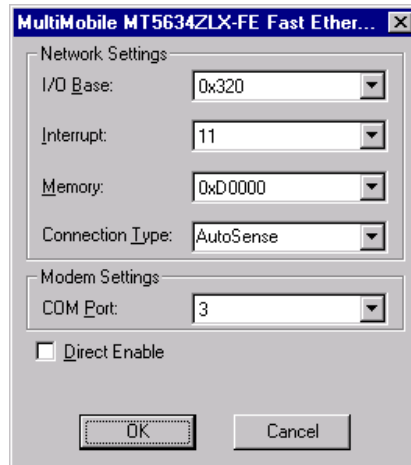 MultiMobile MT5634ZLX-FE Fast Ether...
Network Settings
I/O Base: 0x320
Interrupt: 11
Memory: 0xD0000
Connection Type: AutoSense
Modem Settings
COM Port: 3
Direct Enable
OK Cancel